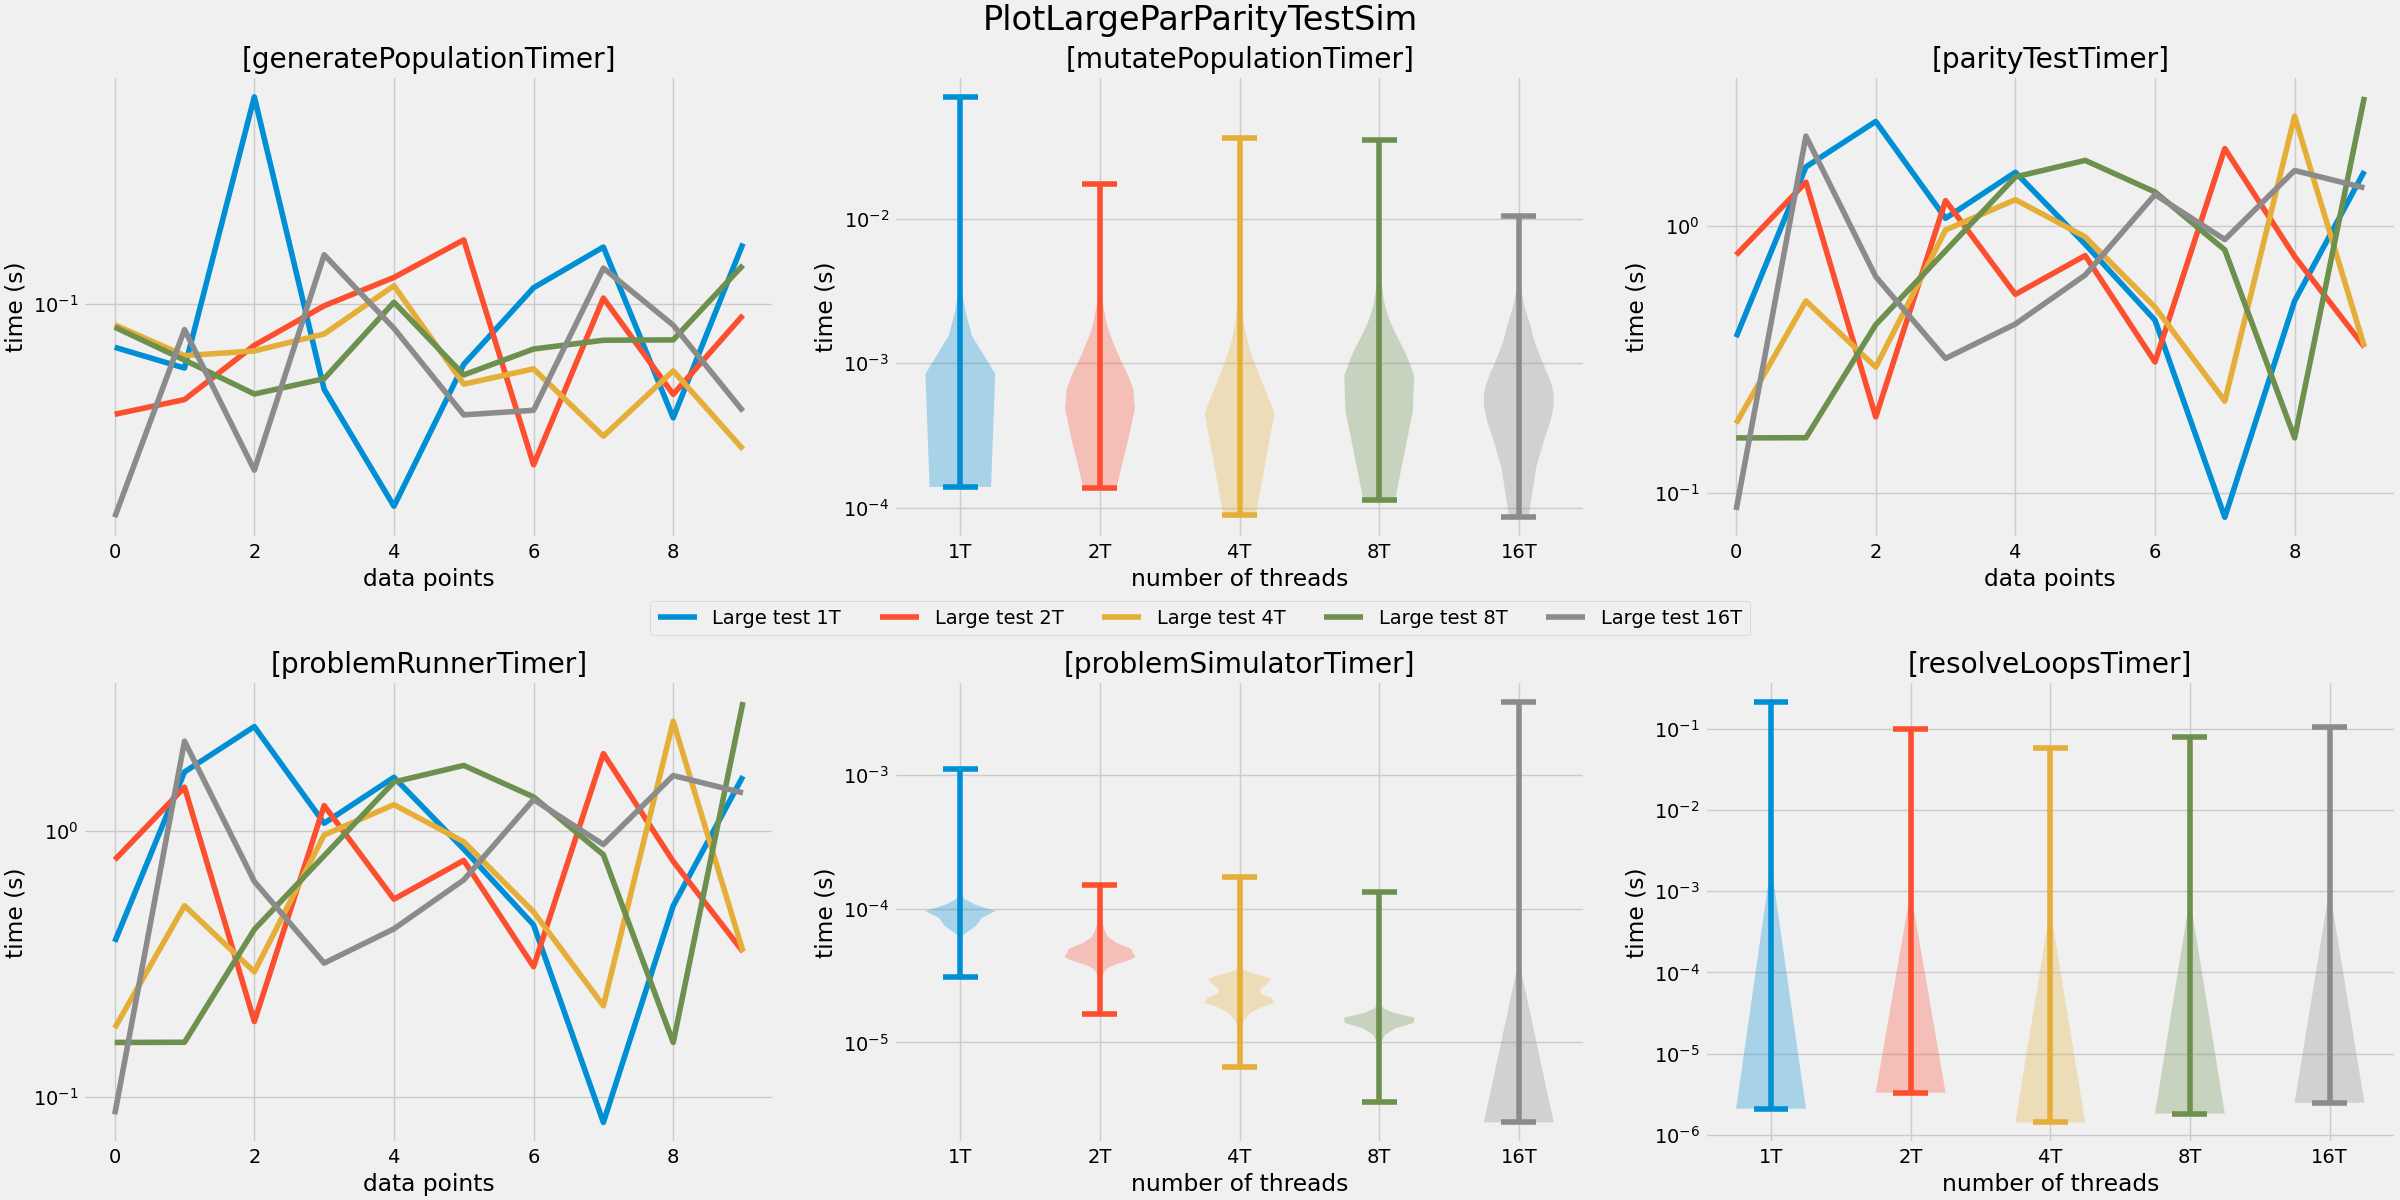 PlotLargeParParityTestSim
[generatePopulationTimer]
time (s)
10⁻¹
0 2 4 6 8
data points
[mutatePopulationTimer]
time (s)
10⁻²
10⁻³
10⁻⁴
1T 2T 4T 8T 16T
number of threads
[parityTestTimer]
time (s)
10⁰
10⁻¹
0 2 4 6 8
data points
Large test 1T Large test 2T Large test 4T Large test 8T Large test 16T
[problemRunnerTimer]
time (s)
10⁰
10⁻¹
0 2 4 6 8
data points
[problemSimulatorTimer]
time (s)
10⁻³
10⁻⁴
10⁻⁵
1T 2T 4T 8T 16T
number of threads
[resolveLoopsTimer]
time (s)
10⁻¹
10⁻²
10⁻³
10⁻⁴
10⁻⁵
10⁻⁶
1T 2T 4T 8T 16T
number of threads